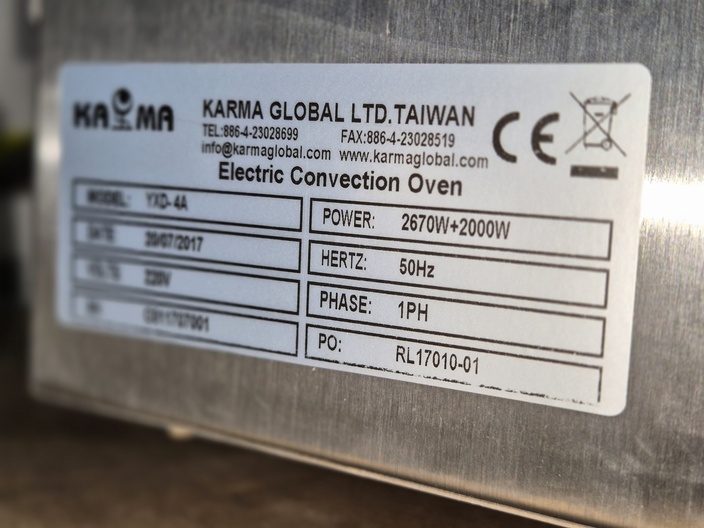 KARMA
KARMA GLOBAL LTD.TAIWAN
TEL:886-4-23028699 FAX:886-4-23028519
info@karmaglobal.com www.karmaglobal.com
CE
Electric Convection Oven
MODEL: YXD-4A
POWER: 2670W+2000W
DATE 20/07/2017
HERTZ: 50Hz
VOLTS 220V
PHASE: 1PH
PO: RL17010-01